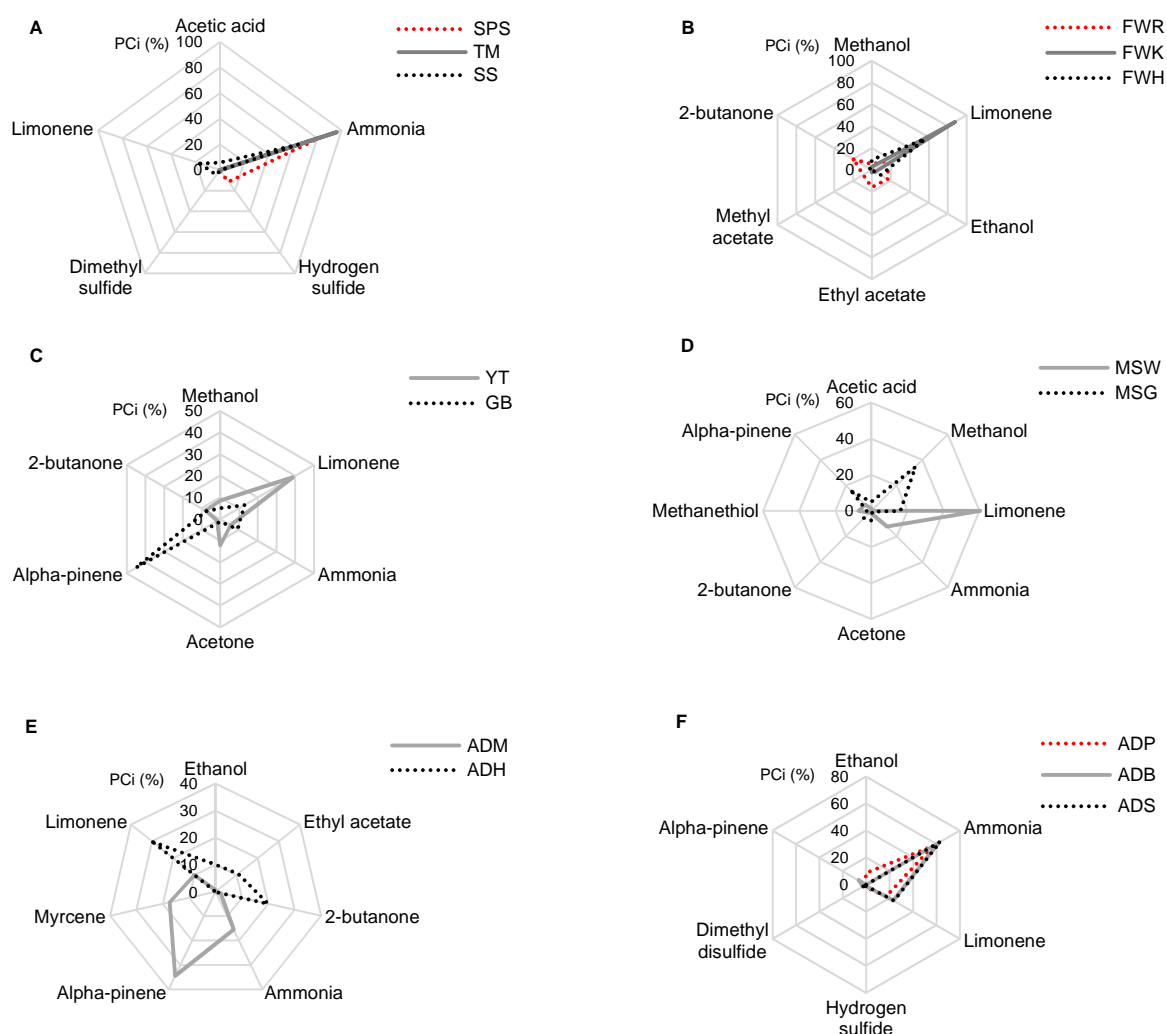 A
Acetic acid
PCi (%)
100
80
60
40
20
0
Limonene
Ammonia
Dimethyl
sulfide
Hydrogen
sulfide
SPS
TM
SS
B
PCi (%)
Methanol
100
80
60
40
20
0
2-butanone
Limonene
Methyl
acetate
Ethanol
Ethyl acetate
FWR
FWK
FWH
C
Methanol
PCi (%)
50
40
30
20
10
0
2-butanone
Limonene
Alpha-pinene
Ammonia
Acetone
YT
GB
D
Acetic acid
PCi (%)
60
40
20
0
Alpha-pinene
Methanol
Methanethiol
Limonene
2-butanone
Ammonia
Acetone
MSW
MSG
E
Ethanol
PCi (%)
40
30
20
10
0
Limonene
Ethyl acetate
Myrcene
2-butanone
Alpha-pinene
Ammonia
ADM
ADH
F
Ethanol
PCi (%)
80
60
40
20
0
Alpha-pinene
Ammonia
Dimethyl
disulfide
Limonene
Hydrogen
sulfide
ADP
ADB
ADS